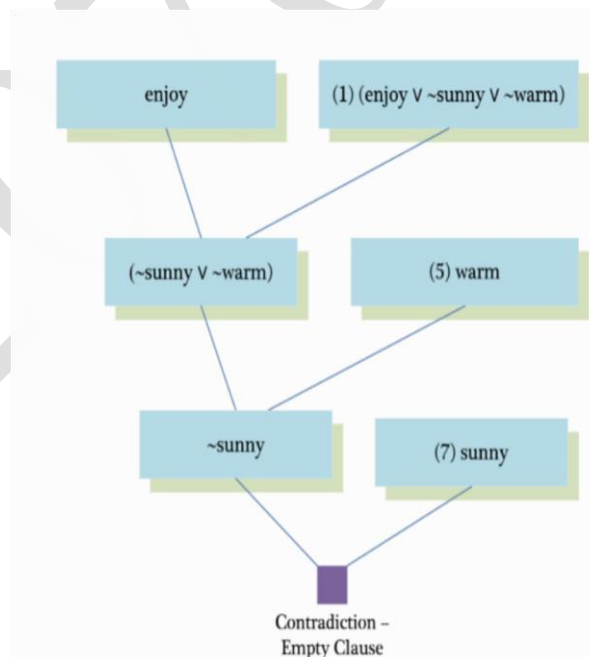 enjoy
(1) (enjoy V ~sunny V ~warm)
(~sunny V ~warm)
(5) warm
~sunny
(7) sunny
Contradiction –
Empty Clause